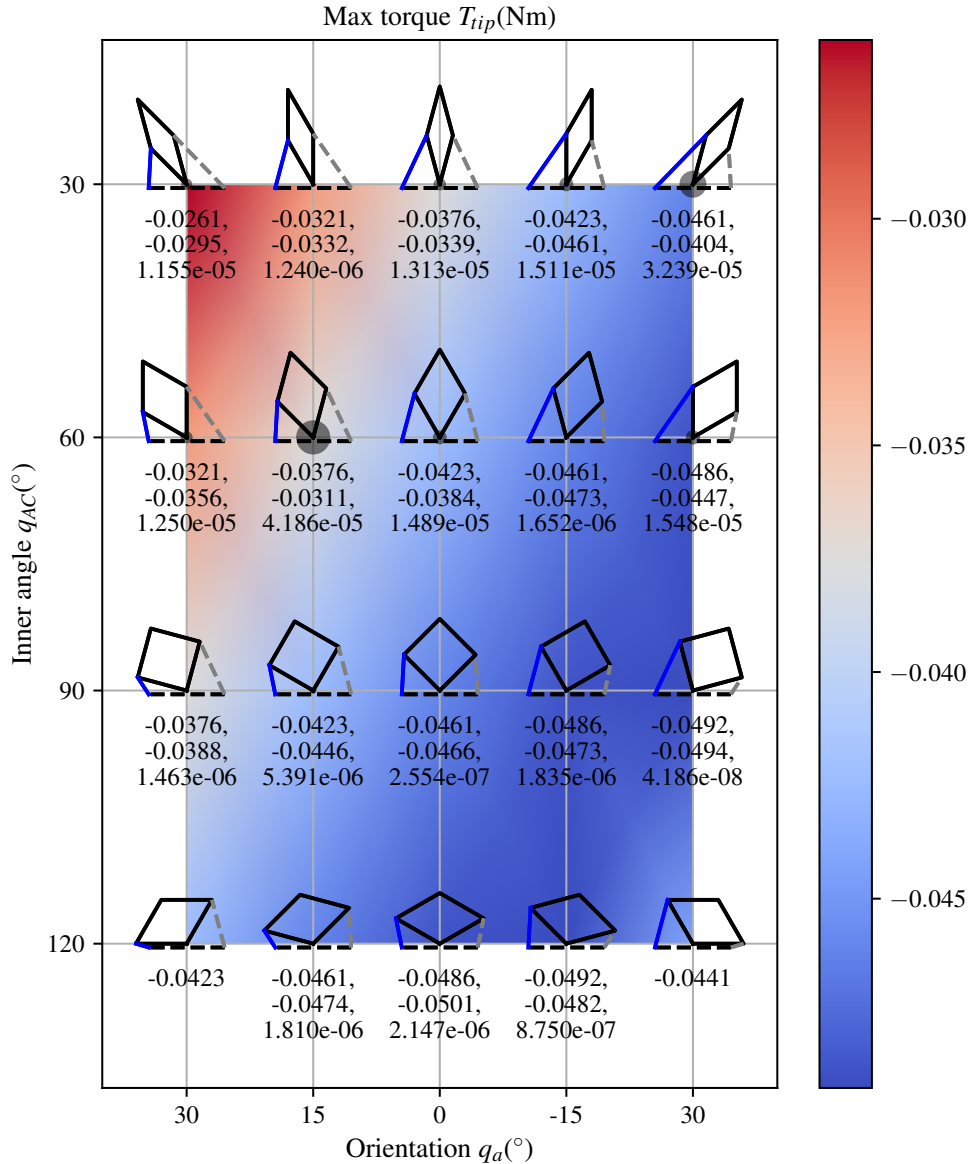 Max torque T_tip(Nm)
30
-0.0261, -0.0321, -0.0376, -0.0423, -0.0461,
-0.0295, -0.0332, -0.0339, -0.0461, -0.0404,
1.155e-05 1.240e-06 1.313e-05 1.511e-05 3.239e-05
60
-0.0321, -0.0376, -0.0423, -0.0461, -0.0486,
-0.0356, -0.0311, -0.0384, -0.0473, -0.0447,
1.250e-05 4.186e-05 1.489e-05 1.652e-06 1.548e-05
Inner angle q_AC(°)
90
-0.0376, -0.0423, -0.0461, -0.0486, -0.0492,
-0.0388, -0.0446, -0.0466, -0.0473, -0.0494,
1.463e-06 5.391e-06 2.554e-07 1.835e-06 4.186e-08
120
-0.0423 -0.0461, -0.0486, -0.0492, -0.0441
-0.0474, -0.0501, -0.0482,
1.810e-06 2.147e-06 8.750e-07
30 15 0 -15 30
Orientation q_a(°)
−0.030
−0.035
−0.040
−0.045